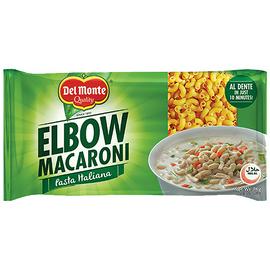 Del Monte
Quality
ELBOW
MACARONI
Pasta Italiana
AL DENTE
IN JUST
10 MINUTES!